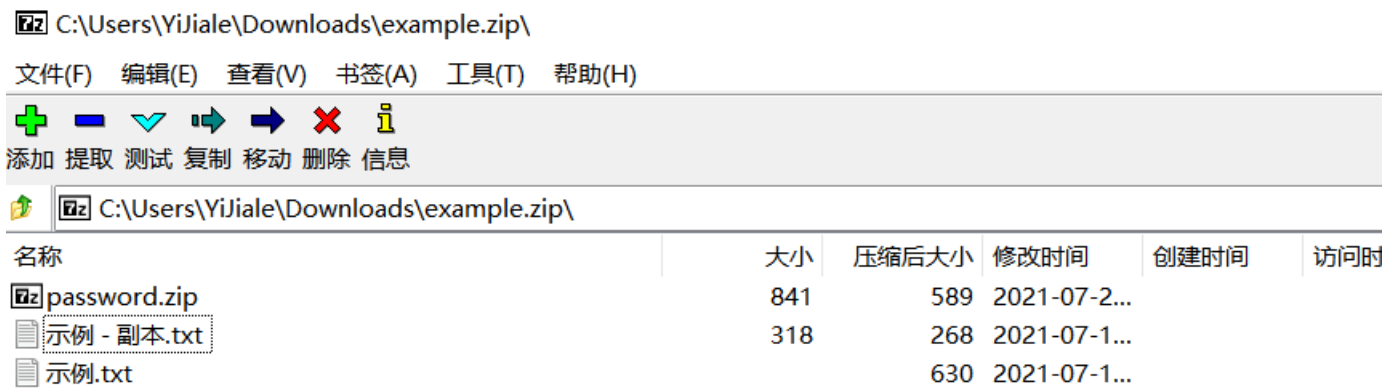 C:\Users\YiJiale\Downloads\example.zip\
文件(F) 编辑(E) 查看(V) 书签(A) 工具(T) 帮助(H)
添加 提取 测试 复制 移动 删除 信息
C:\Users\YiJiale\Downloads\example.zip\
名称 大小 压缩后大小 修改时间 创建时间 访问时
password.zip 841 589 2021-07-2...
示例 - 副本.txt 318 268 2021-07-1...
示例.txt 630 2021-07-1...